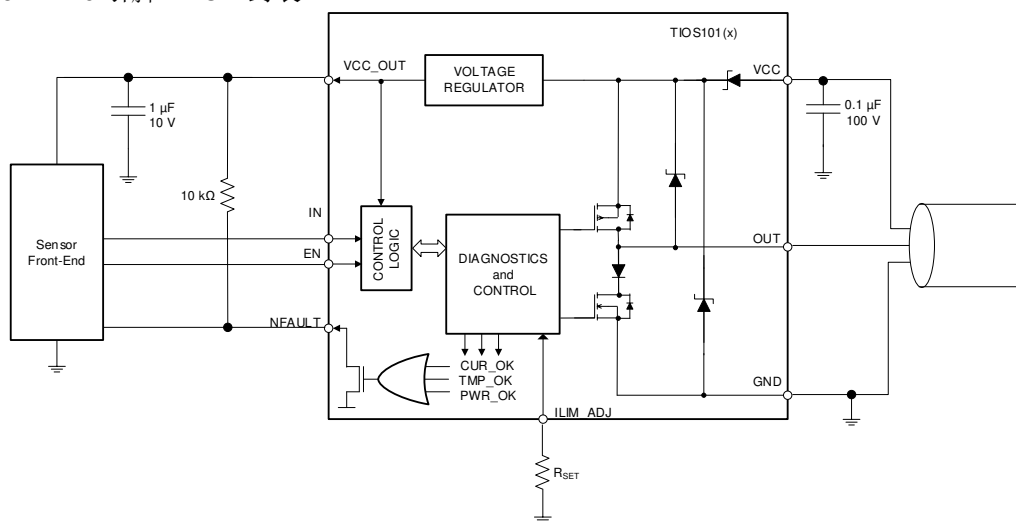 TIOS101(x)
VCC_OUT
VOLTAGE
REGULATOR
VCC
1 µF
10 V
0.1 µF
100 V
10 kΩ
IN
EN
CONTROL
LOGIC
Sensor
Front-End
DIAGNOSTICS
and
CONTROL
OUT
NFAULT
CUR_OK
TMP_OK
PWR_OK
GND
ILIM_ADJ
RSET